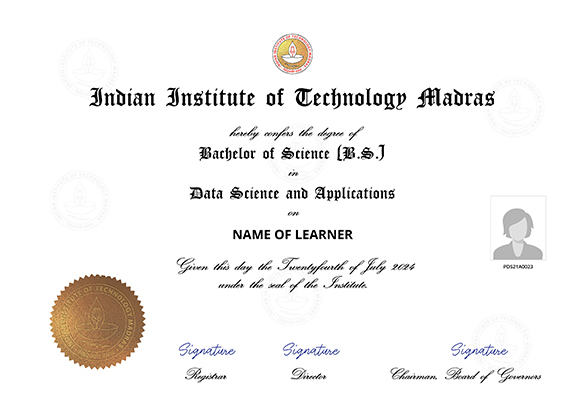 Indian Institute of Technology Madras
hereby confers the degree of
Bachelor of Science (B.S.)
in
Data Science and Applications
on
NAME OF LEARNER
PDS21A0023
Given this day the Twentyfourth of July 2024
under the seal of the Institute.
INDIAN INSTITUTE OF TECHNOLOGY MADRAS
Signature Signature Signature
Registrar Director Chairman, Board of Governors